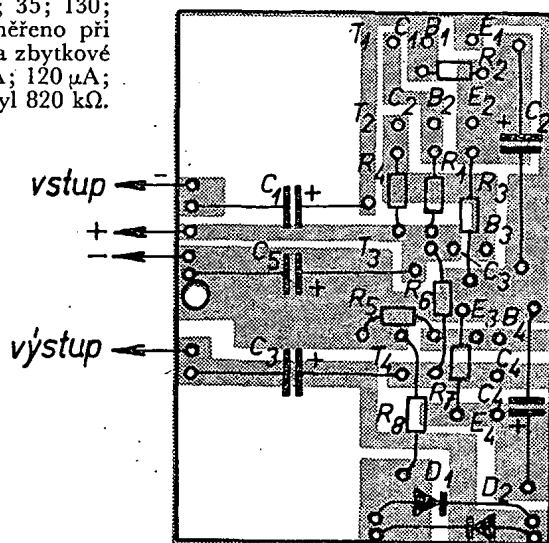 ; 35; 130;
měřeno při
a zbytkové
A; 120 μA;
yl 820 kΩ.
T1 C1 B1 E1
R2
C2
T2 C2 B2 E2
+
R4 R1 R3
vstup -
C1 +
+
-
B3
T3 C3
C5 +
R6
R5
E3 B4
výstup
C3 +
T4
C4
R8 R7 E4 C4
+
D1 D2